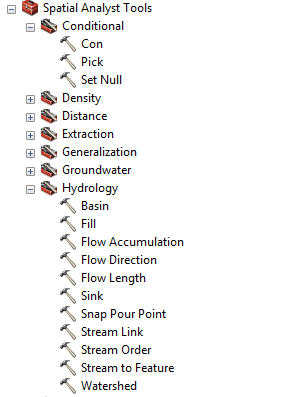 Spatial Analyst Tools
Conditional
Con
Pick
Set Null
Density
Distance
Extraction
Generalization
Groundwater
Hydrology
Basin
Fill
Flow Accumulation
Flow Direction
Flow Length
Sink
Snap Pour Point
Stream Link
Stream Order
Stream to Feature
Watershed